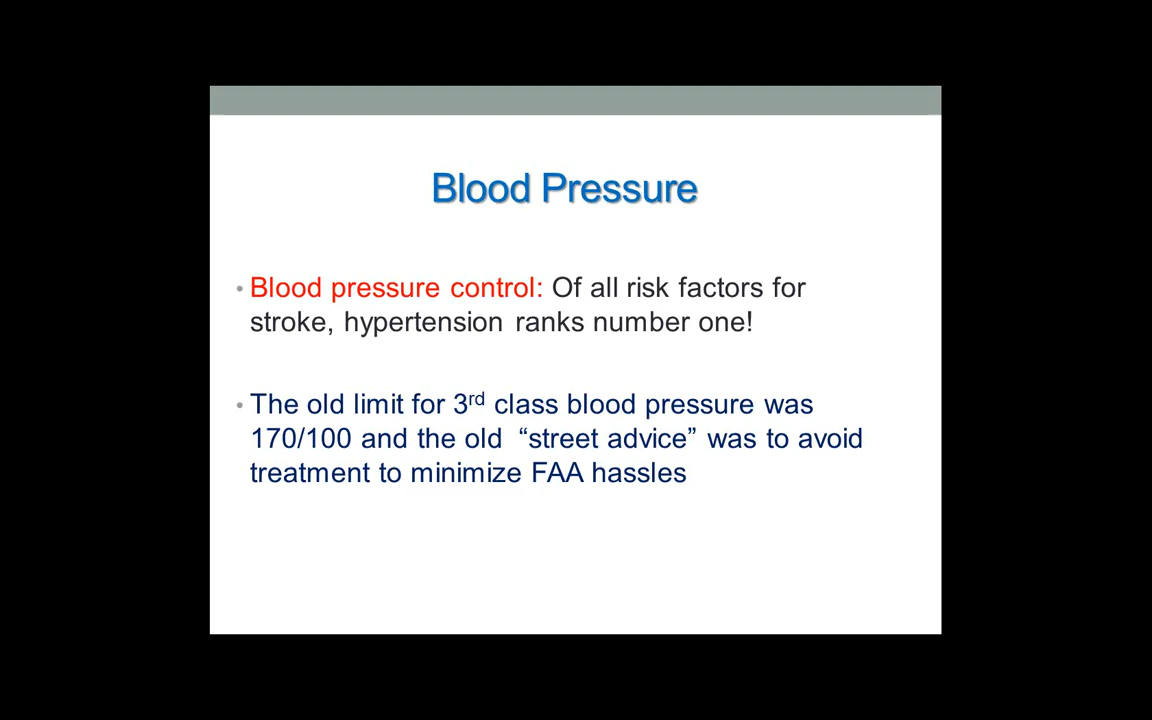 Blood Pressure
• Blood pressure control: Of all risk factors for
stroke, hypertension ranks number one!
• The old limit for 3rd class blood pressure was
170/100 and the old “street advice” was to avoid
treatment to minimize FAA hassles